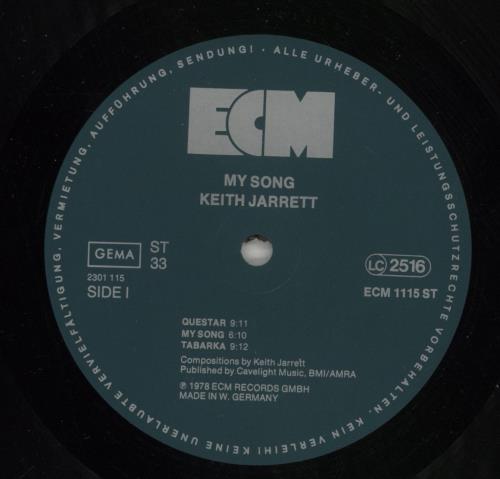 KEINE UNERLAUBTE VERVIELFÄLTIGUNG, VERMIETUNG, AUFFÜHRUNG, SENDUNG! · ALLE URHEBER- UND LEISTUNGSSCHUTZRECHTE VORBEHALTEN. KEIN VERLEIH!
ECM
MY SONG
KEITH JARRETT
GEMA
ST
33
2301 115
SIDE I
LC 2516
ECM 1115 ST
QUESTAR 9:11
MY SONG 6:10
TABARKA 9:12
Compositions by Keith Jarrett
Published by Cavelight Music, BMI/AMRA
℗ 1978 ECM RECORDS GMBH
MADE IN W. GERMANY